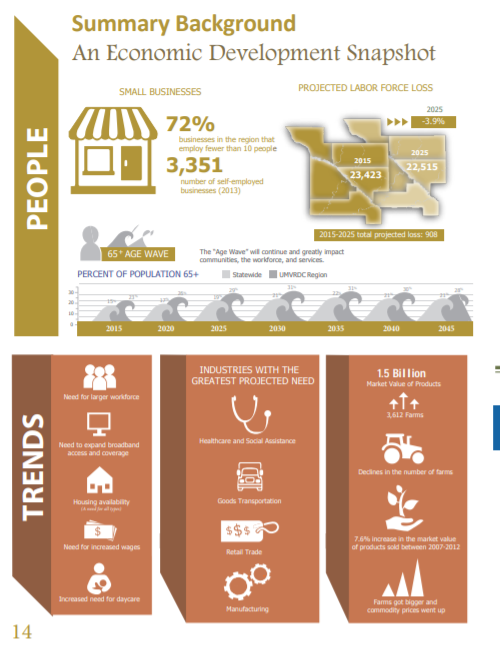 Summary Background
An Economic Development Snapshot
PEOPLE
SMALL BUSINESSES
72%
businesses in the region that
employ fewer than 10 people
3,351
number of self-employed
businesses (2013)
PROJECTED LABOR FORCE LOSS
2025
-3.9%
2015
23,423
2025
22,515
2015-2025 total projected loss: 908
65+ AGE WAVE
The "Age Wave" will continue and greatly impact
communities, the workforce, and services.
PERCENT OF POPULATION 65+
Statewide
UMVRDC Region
30
20
10
0
2015
2020
2025
2030
2035
2040
2045
TRENDS
Need for larger workforce
Need to expand broadband
access and coverage
Housing availability
(A need for all types)
$
Need for increased wages
Increased need for daycare
INDUSTRIES WITH THE
GREATEST PROJECTED NEED
Healthcare and Social Assistance
Goods Transportation
$$$
Retail Trade
Manufacturing
1.5 Billion
Market Value of Products
3,612 Farms
Declines in the number of farms
7.6% increase in the market value
of products sold between 2007-2012
Farms got bigger and
commodity prices went up
14